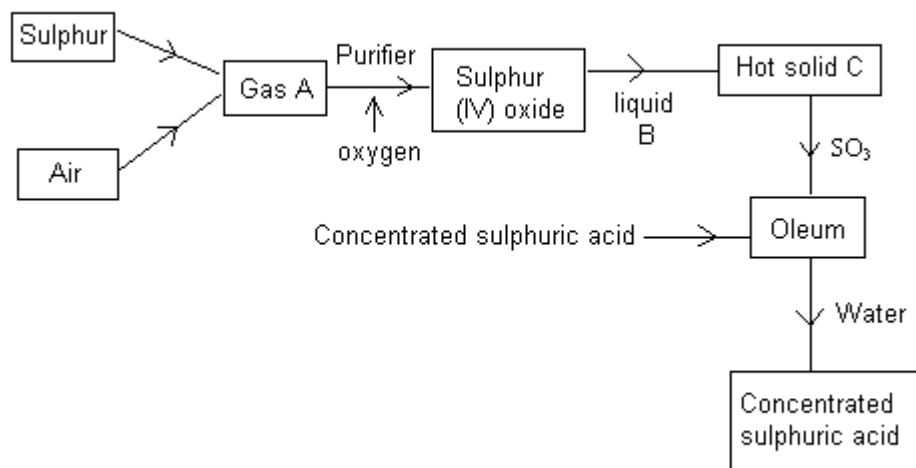 Sulphur
Purifier
Gas A
Sulphur
(IV) oxide
Hot solid C
liquid
B
oxygen
Air
SO₃
Concentrated sulphuric acid
Oleum
Water
Concentrated
sulphuric acid